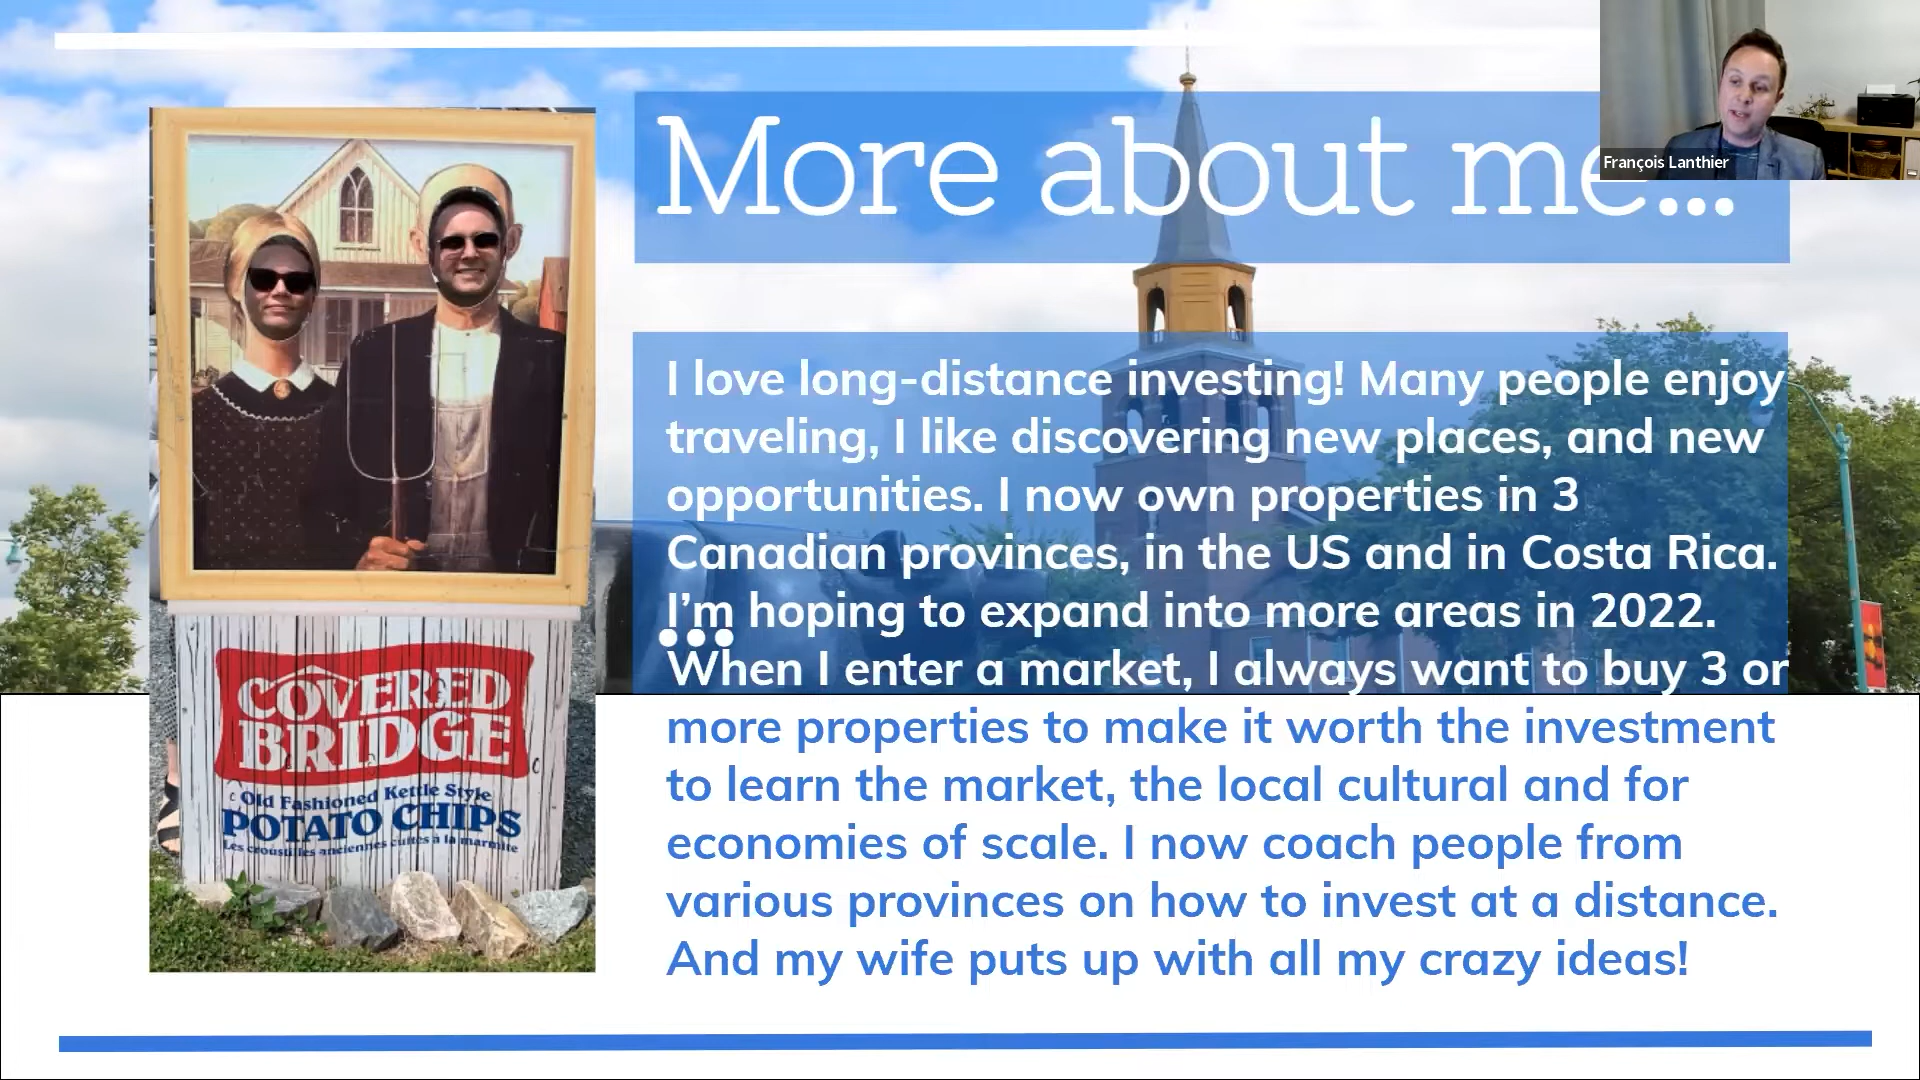 More about me...
François Lanthier
I love long-distance investing! Many people enjoy
traveling, I like discovering new places, and new
opportunities. I now own properties in 3
Canadian provinces, in the US and in Costa Rica.
I’m hoping to expand into more areas in 2022.
...
When I enter a market, I always want to buy 3 or
more properties to make it worth the investment
to learn the market, the local cultural and for
economies of scale. I now coach people from
various provinces on how to invest at a distance.
And my wife puts up with all my crazy ideas!
COVERED
BRIDGE
Old Fashioned Kettle Style
POTATO CHIPS
Les croustilles anciennes cuites à la marmite